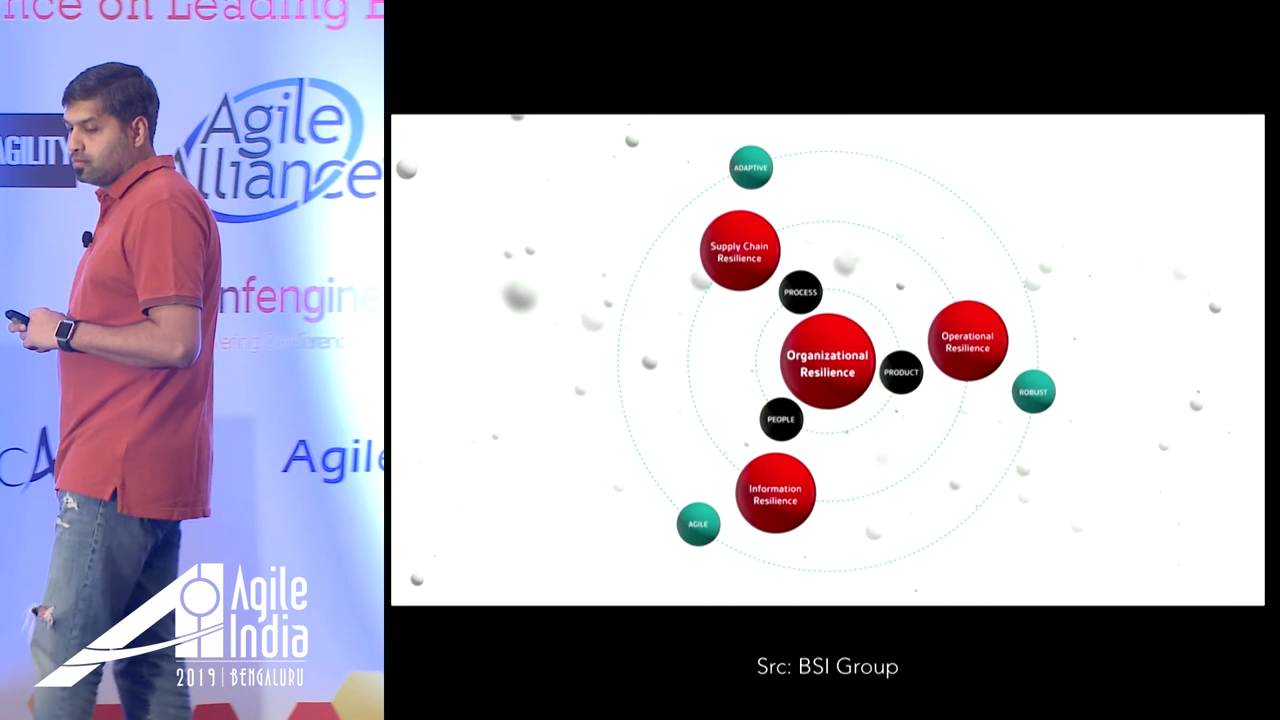 nce on Leading E
AGILITY
Agile
Alliance
nfengine
Agile
Agile
India
2019 | BENGALURU
ADAPTIVE
Supply Chain
Resilience
PROCESS
Organizational
Resilience
Operational
Resilience
PRODUCT
ROBUST
PEOPLE
Information
Resilience
AGILE
Src: BSI Group